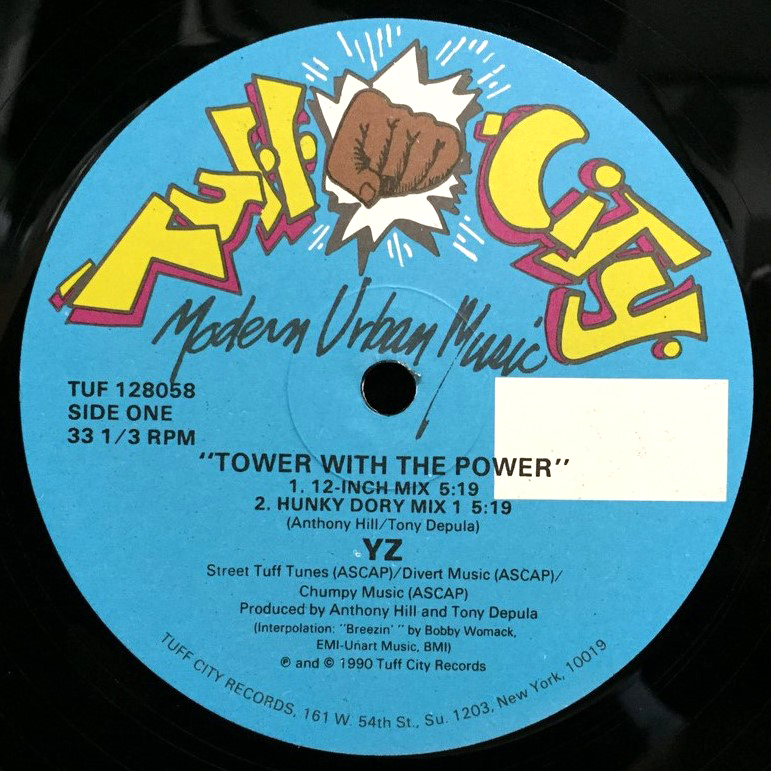 Tuff City
Modern Urban Music
TUF 128058
SIDE ONE
33 1/3 RPM
"TOWER WITH THE POWER"
1. 12-INCH MIX 5:19
2. HUNKY DORY MIX 1 5:19
(Anthony Hill/Tony Depula)
YZ
Street Tuff Tunes (ASCAP)/Divert Music (ASCAP)/
Chumpy Music (ASCAP)
Produced by Anthony Hill and Tony Depula
(Interpolation: "Breezin' " by Bobby Womack,
EMI-Unart Music, BMI)
℗ and © 1990 Tuff City Records
TUFF CITY RECORDS, 161 W. 54th St., Su. 1203, New York, 10019